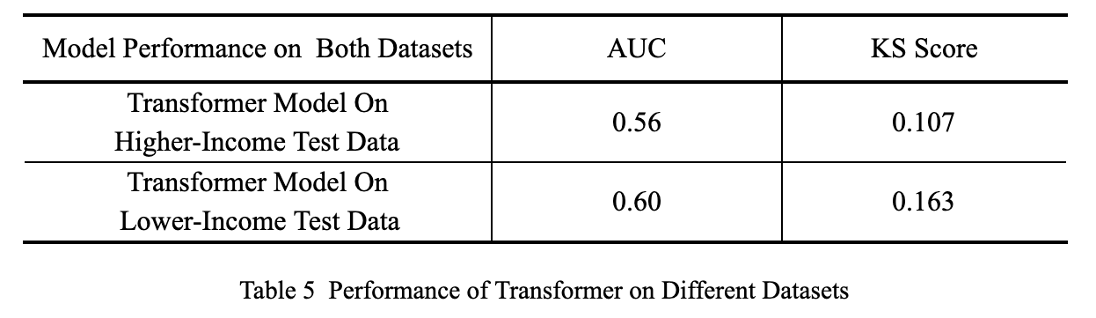 Model Performance on Both Datasets AUC KS Score
Transformer Model On
Higher-Income Test Data 0.56 0.107
Transformer Model On
Lower-Income Test Data 0.60 0.163
Table 5 Performance of Transformer on Different Datasets